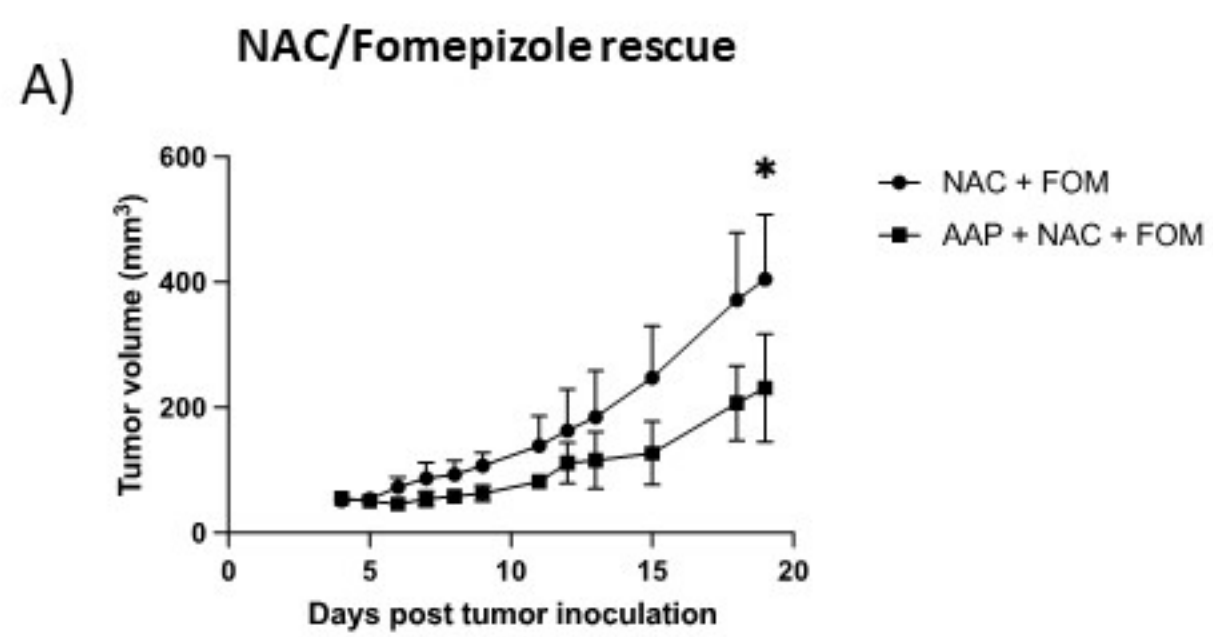 NAC/Fomepizole rescue
A)
600
400
200
0
Tumor volume (mm³)
0 5 10 15 20
Days post tumor inoculation
*
NAC + FOM
AAP + NAC + FOM